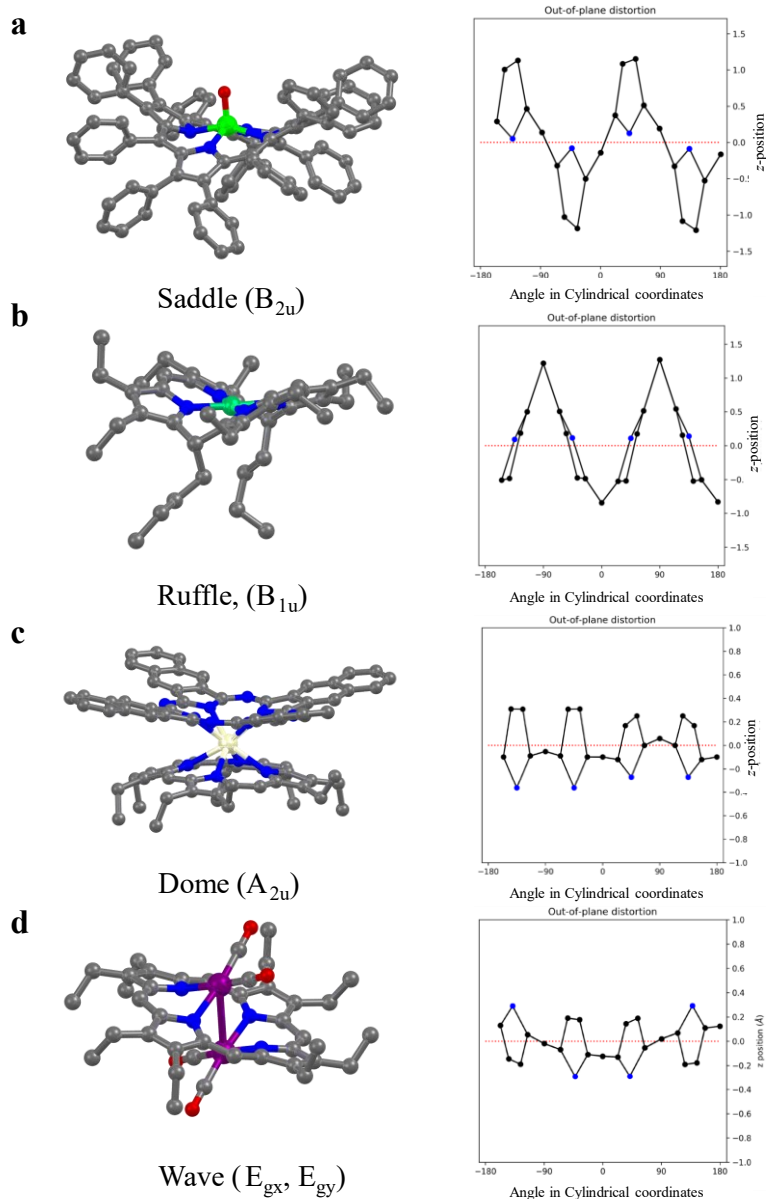 a
Out-of-plane distortion
1.5
1.0
0.5
0.0
−0.5
−1.0
−1.5
z-position
−180 −90 0 90 180
Angle in Cylindrical coordinates
Saddle (B2u)
b
Out-of-plane distortion
1.5
1.0
0.5
0.0
−0.5
−1.0
−1.5
z-position
−180 −90 0 90 180
Angle in Cylindrical coordinates
Ruffle, (B1u)
c
Out-of-plane distortion
1.0
0.8
0.6
0.4
0.2
0.0
−0.2
−0.4
−0.6
−0.8
−1.0
z-position
−180 −90 0 90 180
Angle in Cylindrical coordinates
Dome (A2u)
d
Out-of-plane distortion
1.0
0.8
0.6
0.4
0.2
0.0
−0.2
−0.4
−0.6
−0.8
−1.0
z position (Å)
−180 −90 0 90 180
Angle in Cylindrical coordinates
Wave (Egx, Egy)